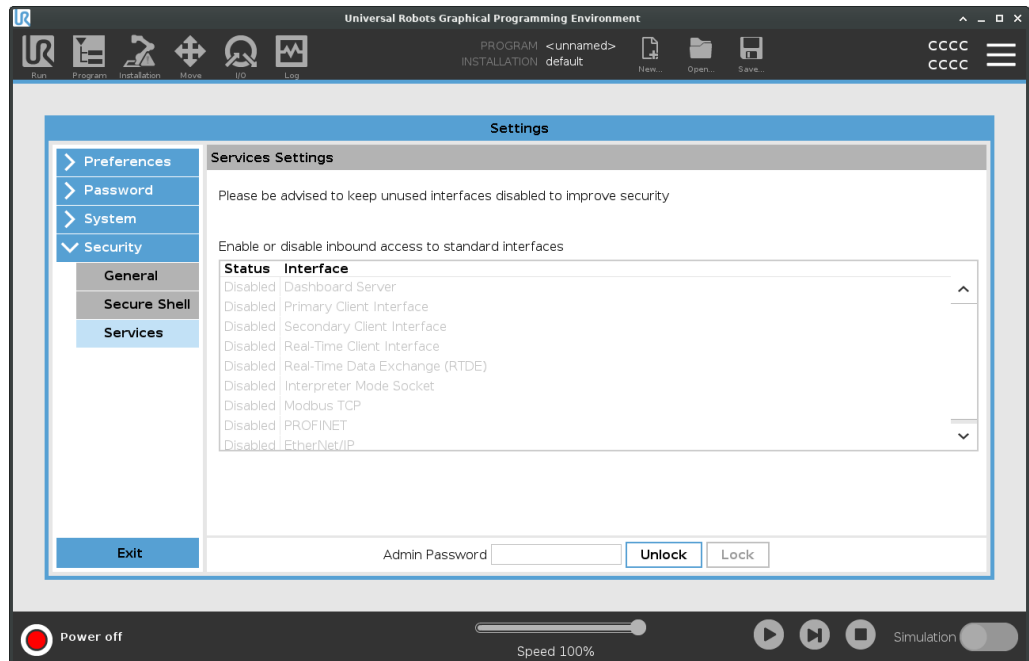 UR
Universal Robots Graphical Programming Environment
UR
Run
Program
Installation
Move
I/O
Log
PROGRAM <unnamed>
INSTALLATION default
New...
Open...
Save...
CCCC
CCCC
Settings
Preferences
Password
System
Security
General
Secure Shell
Services
Exit
Services Settings
Please be advised to keep unused interfaces disabled to improve security
Enable or disable inbound access to standard interfaces
Status Interface
Disabled Dashboard Server
Disabled Primary Client Interface
Disabled Secondary Client Interface
Disabled Real-Time Client Interface
Disabled Real-Time Data Exchange (RTDE)
Disabled Interpreter Mode Socket
Disabled Modbus TCP
Disabled PROFINET
Disabled EtherNet/IP
Admin Password
Unlock
Lock
Power off
Speed 100%
Simulation